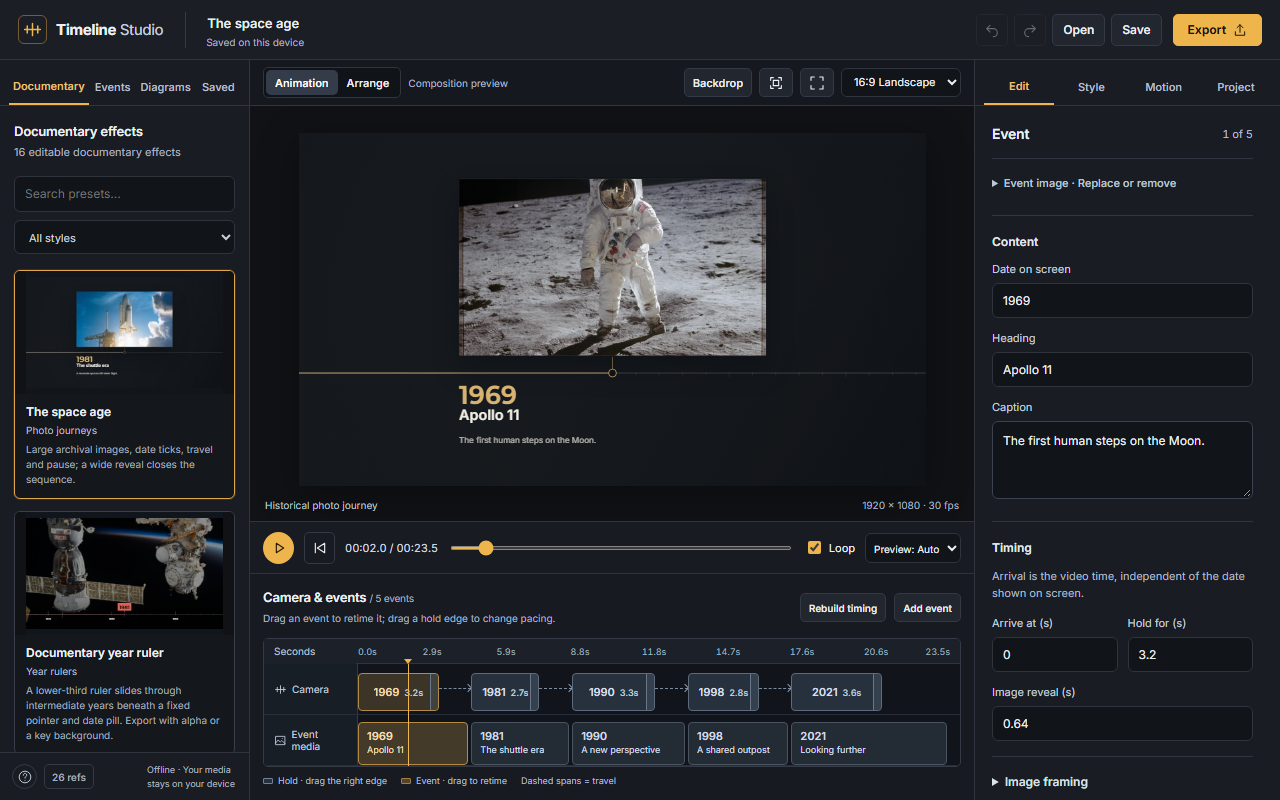 Timeline Studio
The space age
Saved on this device
Open
Save
Export
Documentary
Events
Diagrams
Saved
Documentary effects
16 editable documentary effects
Search presets...
All styles
1981
The shuttle era
The space age
Photo journeys
Large archival images, date ticks, travel
and pause; a wide reveal closes the
sequence.
Documentary year ruler
Year rulers
A lower-third ruler slides through
intermediate years beneath a fixed
pointer and date pill. Export with alpha or
a key background.
26 refs
Offline · Your media
stays on your device
Animation
Arrange
Composition preview
Backdrop
16:9 Landscape
1969
Apollo 11
The first human steps on the Moon.
Historical photo journey
1920 × 1080 · 30 fps
00:02.0 / 00:23.5
Loop
Preview: Auto
Camera & events / 5 events
Drag an event to retime it; drag a hold edge to change pacing.
Rebuild timing
Add event
Seconds
0.0s
2.9s
5.9s
8.8s
11.8s
14.7s
17.6s
20.6s
23.5s
Camera
1969 3.2s
1981 2.7s
1990 3.3s
1998 2.8s
2021 3.6s
Event
media
1969
Apollo 11
1981
The shuttle era
1990
A new perspective
1998
A shared outpost
2021
Looking further
Hold · drag the right edge
Event · drag to retime
Dashed spans = travel
Edit
Style
Motion
Project
Event
1 of 5
Event image · Replace or remove
Content
Date on screen
1969
Heading
Apollo 11
Caption
The first human steps on the Moon.
Timing
Arrival is the video time, independent of the date
shown on screen.
Arrive at (s)
Hold for (s)
0
3.2
Image reveal (s)
0.64
Image framing